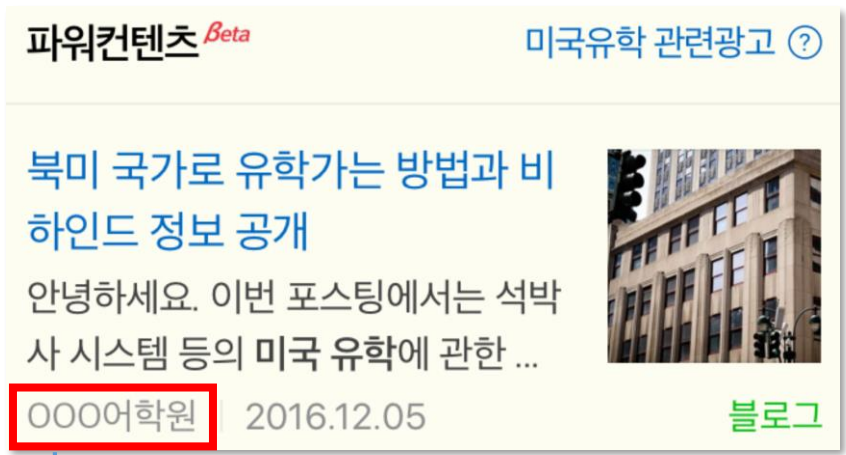 파워컨텐츠 Beta
미국유학 관련광고 ?
북미 국가로 유학가는 방법과 비
하인드 정보 공개
안녕하세요. 이번 포스팅에서는 석박
사 시스템 등의 미국 유학에 관한 ...
OOO어학원 2016.12.05
블로그